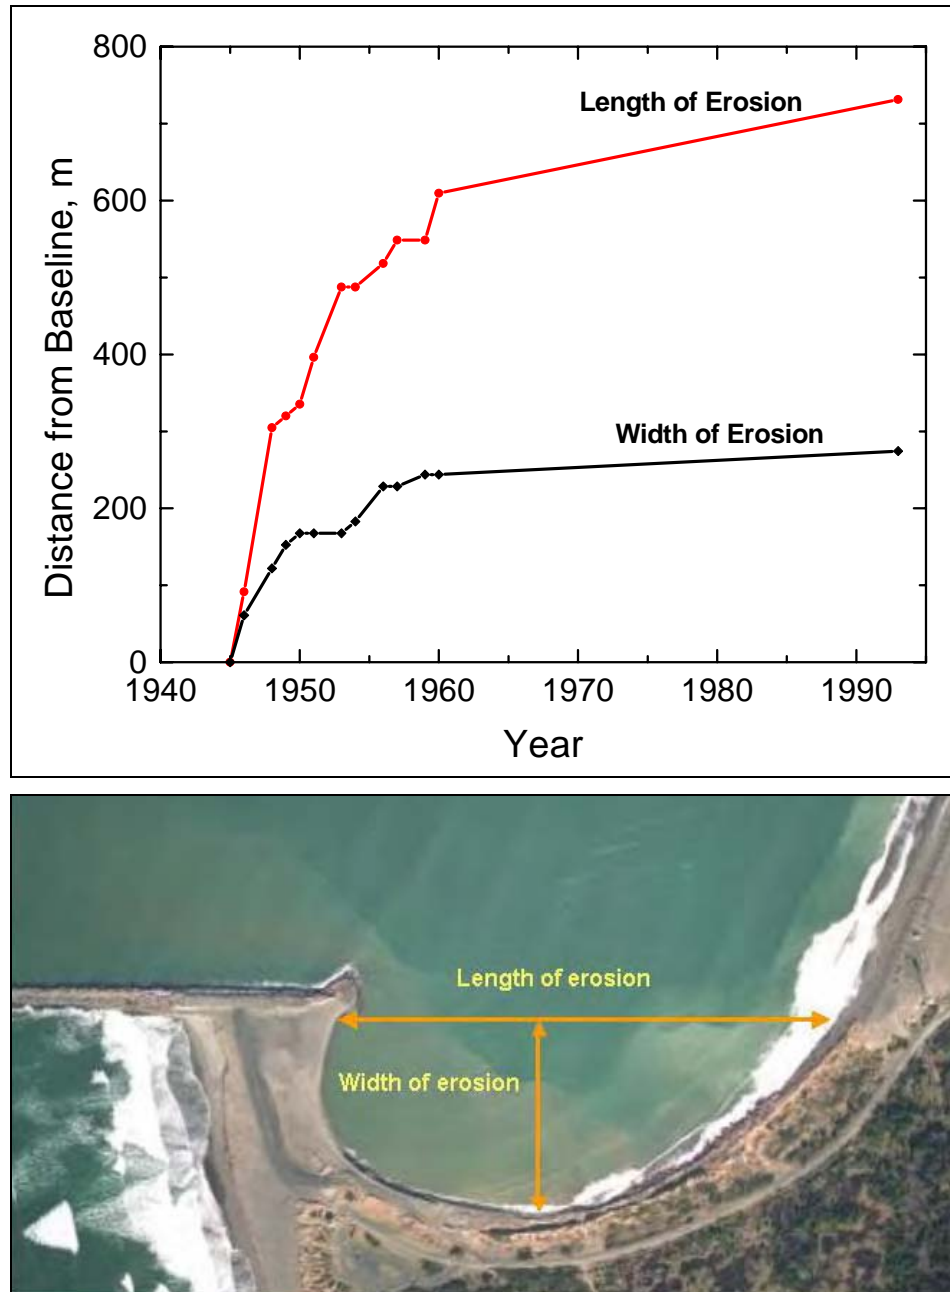 800
600
400
200
0
Distance from Baseline, m
Length of Erosion
Width of Erosion
1940 1950 1960 1970 1980 1990
Year
Length of erosion
Width of erosion